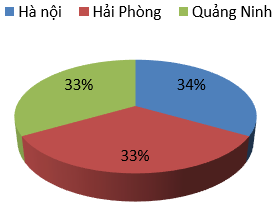 Hà nội Hải Phòng Quảng Ninh
33% 34%
33%